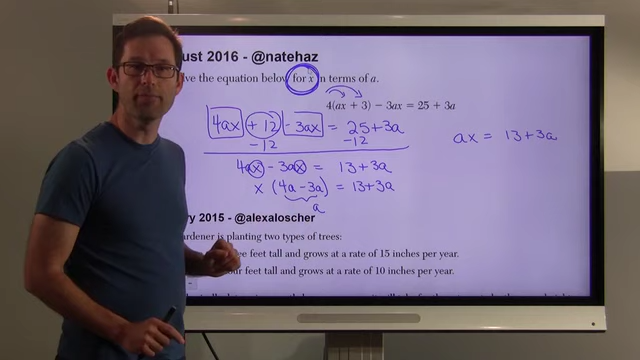 ust 2016 - @natehaz
lve the equation below for x in terms of a.
4(ax + 3) − 3ax = 25 + 3a
4ax + 12 − 3ax = 25 + 3a
−12 −12
ax = 13 + 3a
4ax − 3ax = 13 + 3a
x (4a − 3a) = 13 + 3a
a
ry 2015 - @alexaloscher
ardener is planting two types of trees:
ee feet tall and grows at a rate of 15 inches per year.
our feet tall and grows at a rate of 10 inches per year.